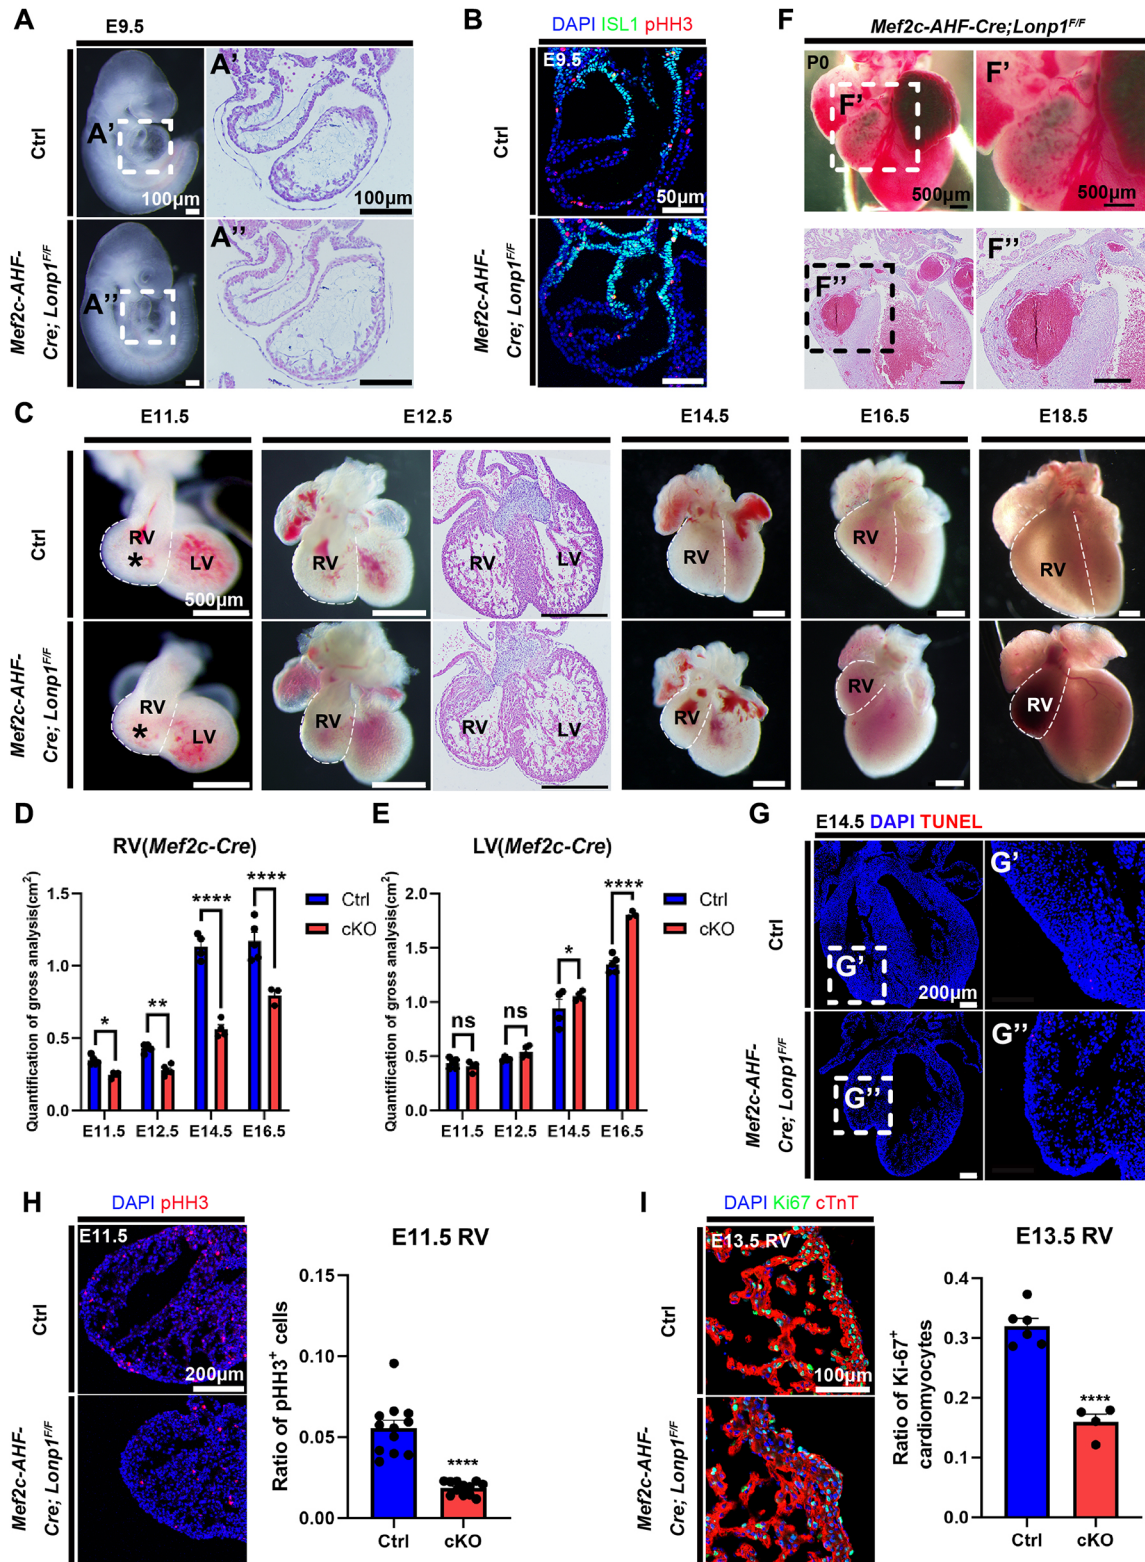 A
E9.5
Ctrl
A'
100µm
A'
100µm
Mef2c-AHF-
Cre; Lonp1F/F
A''
A''
B
DAPI ISL1 pHH3
Ctrl
E9.5
50µm
Mef2c-AHF-
Cre; Lonp1F/F
F
Mef2c-AHF-Cre;Lonp1F/F
P0
F'
500µm
F'
500µm
F''
F''
C
E11.5
E12.5
E14.5
E16.5
E18.5
Ctrl
RV
*
LV
500µm
RV
RV
LV
RV
RV
RV
Mef2c-AHF-
Cre; Lonp1F/F
RV
*
LV
RV
RV
LV
RV
RV
RV
D
RV(Mef2c-Cre)
Quantification of gross analysis(cm2)
1.5
1.0
0.5
0.0
*
**
****
****
E11.5
E12.5
E14.5
E16.5
Ctrl
cKO
E
LV(Mef2c-Cre)
Quantification of gross analysis(cm2)
2.0
1.5
1.0
0.5
0.0
ns
ns
*
****
E11.5
E12.5
E14.5
E16.5
Ctrl
cKO
G
E14.5 DAPI TUNEL
Ctrl
G'
200µm
G'
Mef2c-AHF-
Cre; Lonp1F/F
G''
G''
H
DAPI pHH3
Ctrl
E11.5
200µm
Mef2c-AHF-
Cre; Lonp1F/F
E11.5 RV
Ratio of pHH3+ cells
0.15
0.10
0.05
0.00
****
Ctrl
cKO
I
DAPI Ki67 cTnT
Ctrl
E13.5 RV
100µm
Mef2c-AHF-
Cre; Lonp1F/F
E13.5 RV
Ratio of Ki-67+
cardiomyocytes
0.4
0.3
0.2
0.1
0.0
****
Ctrl
cKO